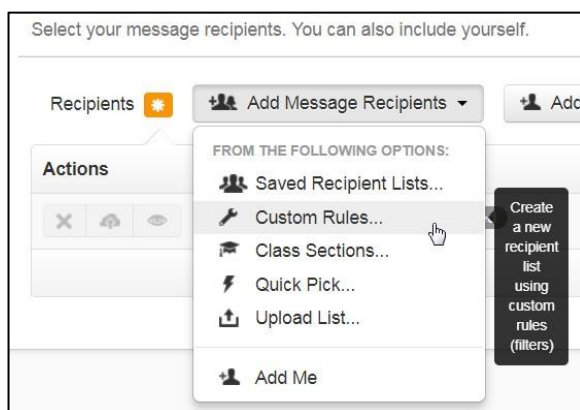 Select your message recipients. You can also include yourself.
Recipients
Add Message Recipients
Add
Actions
FROM THE FOLLOWING OPTIONS:
Saved Recipient Lists...
Custom Rules...
Class Sections...
Quick Pick...
Upload List...
Add Me
Create
a new
recipient
list
using
custom
rules
(filters)